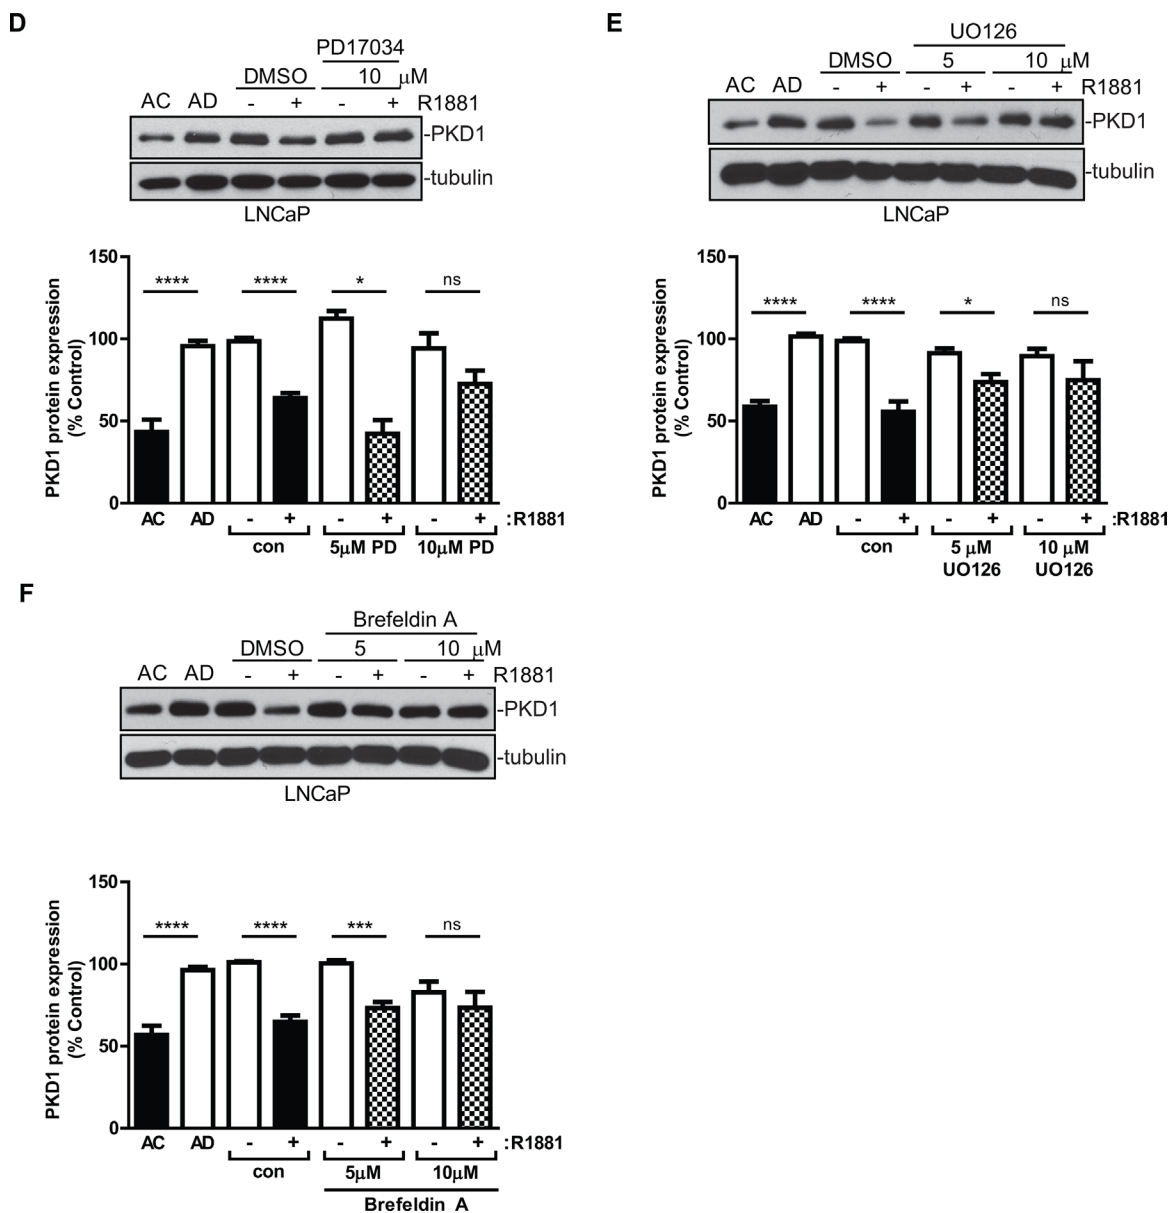 D
PD17034
DMSO 10 μM
AC AD - + - + R1881
-PKD1
-tubulin
LNCaP
PKD1 protein expression
(% Control)
150
100
50
0
**** **** * ns
AC AD - + - + - + :R1881
con 5μM PD 10μM PD
E
UO126
DMSO 5 10 μM
AC AD - + - + - + R1881
-PKD1
-tubulin
LNCaP
PKD1 protein expression
(% Control)
150
100
50
0
**** **** * ns
AC AD - + - + - + :R1881
con 5 μM 10 μM
UO126 UO126
F
Brefeldin A
DMSO 5 10 μM
AC AD - + - + - + R1881
-PKD1
-tubulin
LNCaP
PKD1 protein expression
(% Control)
150
100
50
0
**** **** *** ns
AC AD - + - + - + :R1881
con 5μM 10μM
Brefeldin A